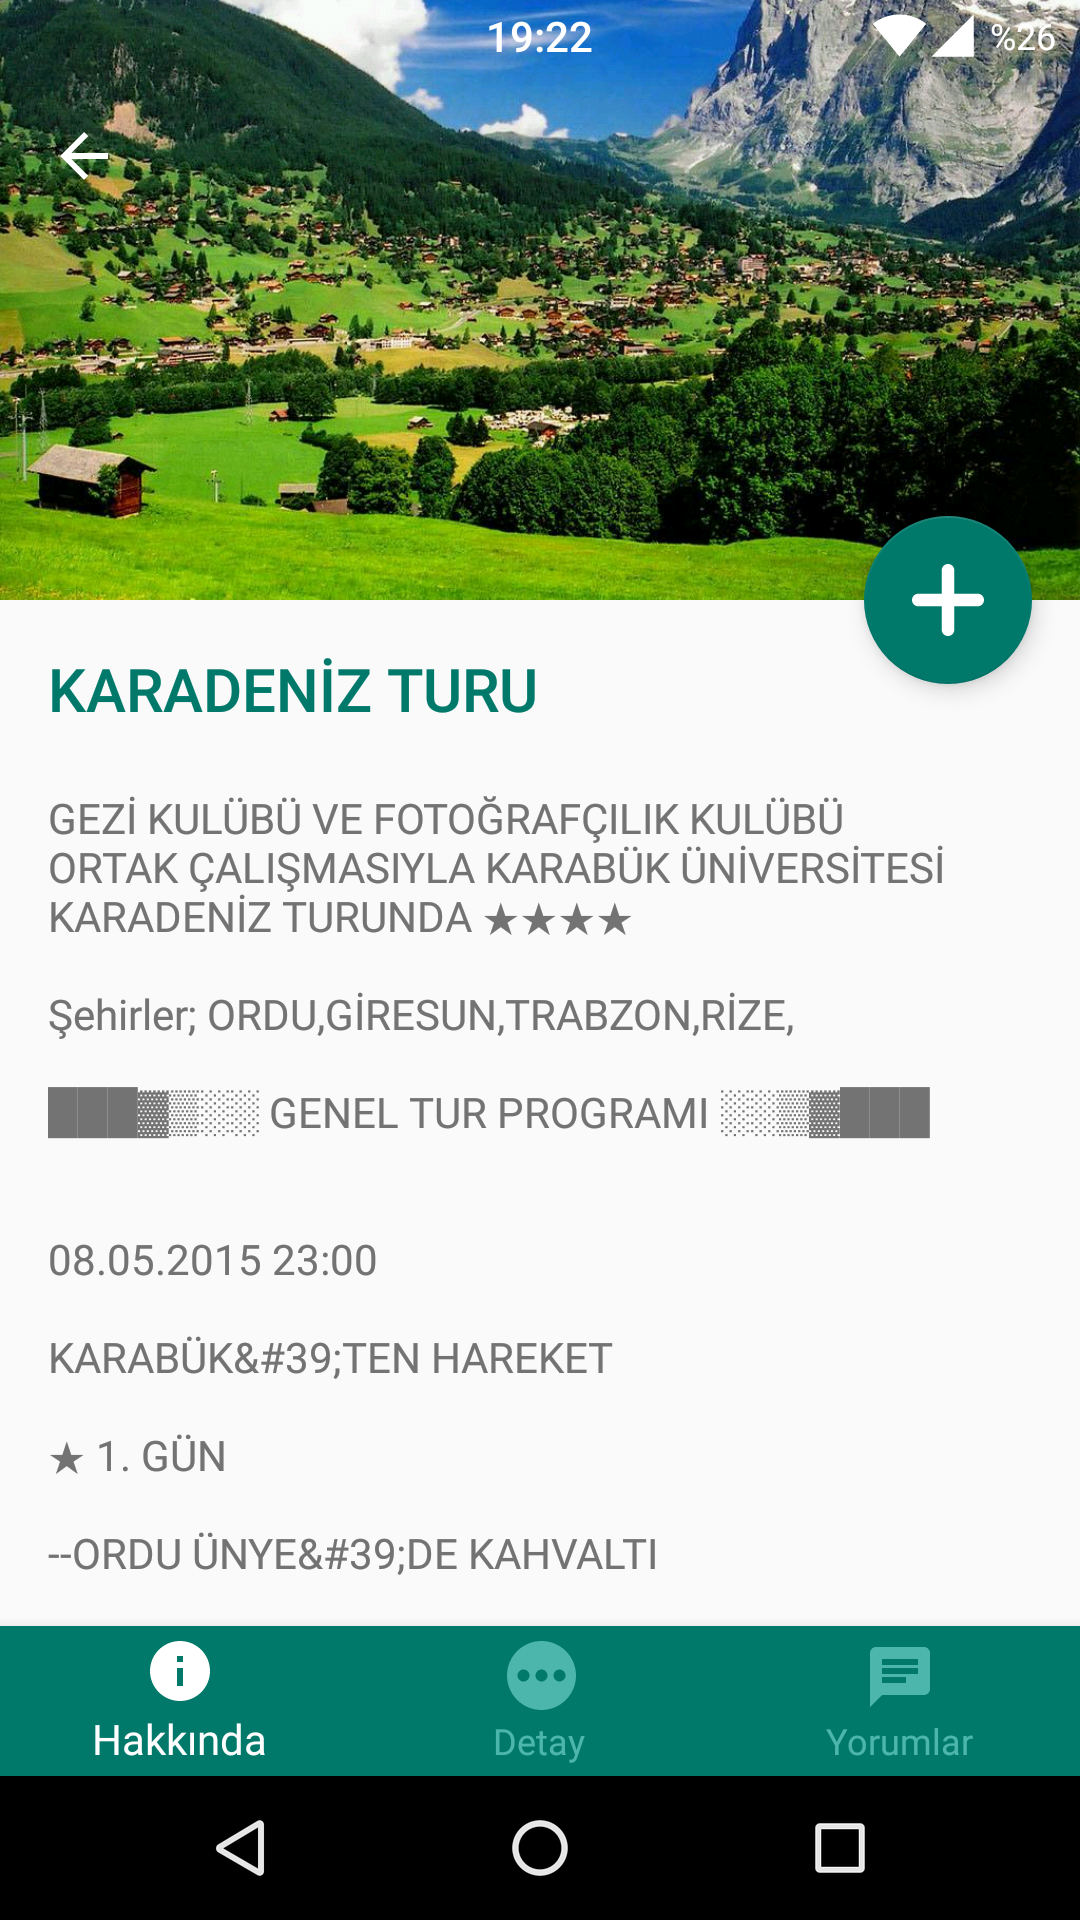 19:22
%26
KARADENİZ TURU
GEZİ KULÜBÜ VE FOTOĞRAFÇILIK KULÜBÜ
ORTAK ÇALIŞMASIYLA KARABÜK ÜNİVERSİTESİ
KARADENİZ TURUNDA ★★★★
Şehirler; ORDU,GİRESUN,TRABZON,RİZE,
███▓▒░░ GENEL TUR PROGRAMI ░░▒▓███
08.05.2015 23:00
KARABÜK&#39;TEN HAREKET
★ 1. GÜN
--ORDU ÜNYE&#39;DE KAHVALTI
Hakkında
Detay
Yorumlar